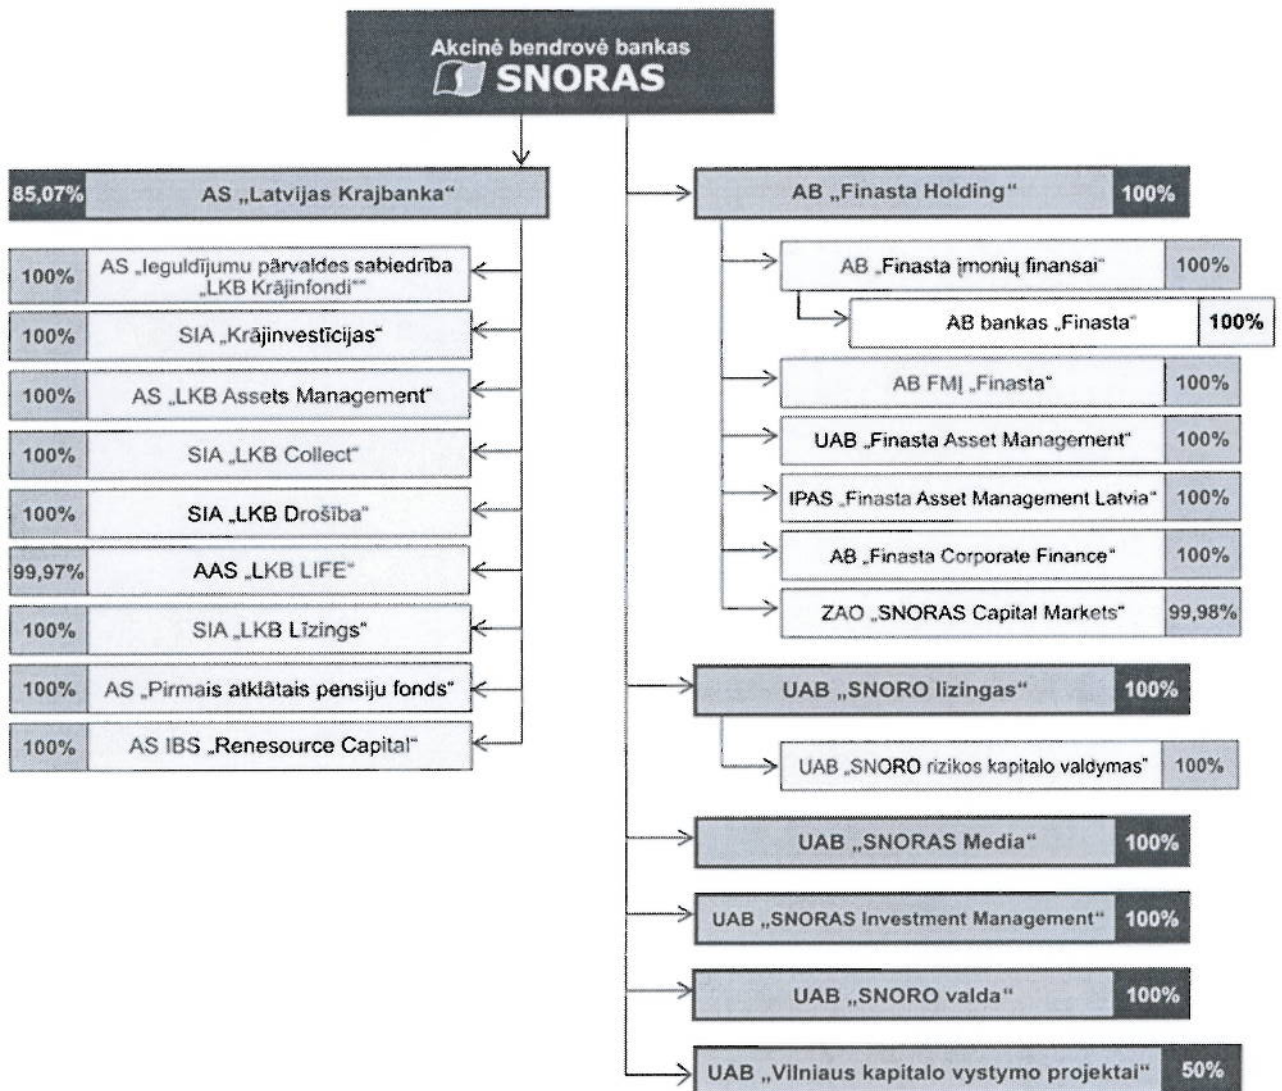 Akcinė bendrovė bankas
SNORAS
85,07% AS „Latvijas Krajbanka“
100% AS „Ieguldījumu pārvaldes sabiedrība
„LKB Krājinfondi““
100% SIA „Krājinvestīcijas“
100% AS „LKB Assets Management“
100% SIA „LKB Collect“
100% SIA „LKB Drošība“
99,97% AAS „LKB LIFE“
100% SIA „LKB Līzings“
100% AS „Pirmais atklātais pensiju fonds“
100% AS IBS „Renesource Capital“
AB „Finasta Holding“ 100%
AB „Finasta įmonių finansai“ 100%
AB bankas „Finasta“ 100%
AB FMĮ „Finasta“ 100%
UAB „Finasta Asset Management“ 100%
IPAS „Finasta Asset Management Latvia“ 100%
AB „Finasta Corporate Finance“ 100%
ZAO „SNORAS Capital Markets“ 99,98%
UAB „SNORO lizingas“ 100%
UAB „SNORO rizikos kapitalo valdymas” 100%
UAB „SNORAS Media“ 100%
UAB „SNORAS Investment Management“ 100%
UAB „SNORO valda“ 100%
UAB „Vilniaus kapitalo vystymo projektai“ 50%